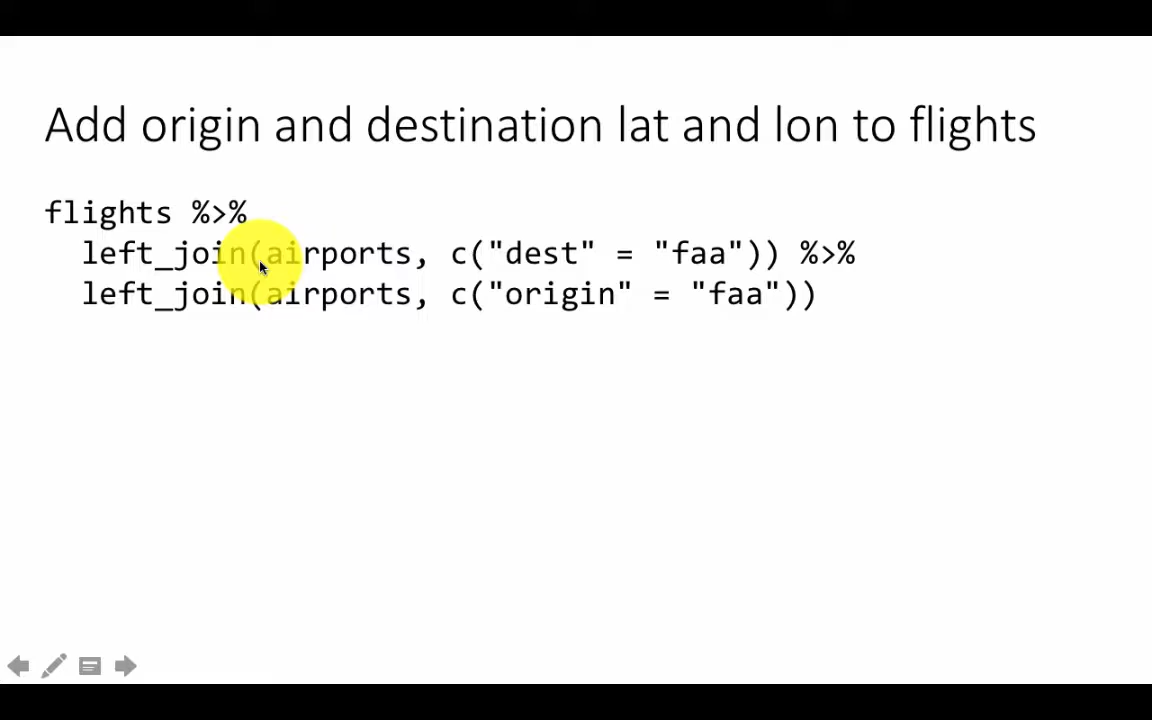 Add origin and destination lat and lon to flights
flights %>%
  left_join(airports, c("dest" = "faa")) %>%
  left_join(airports, c("origin" = "faa"))